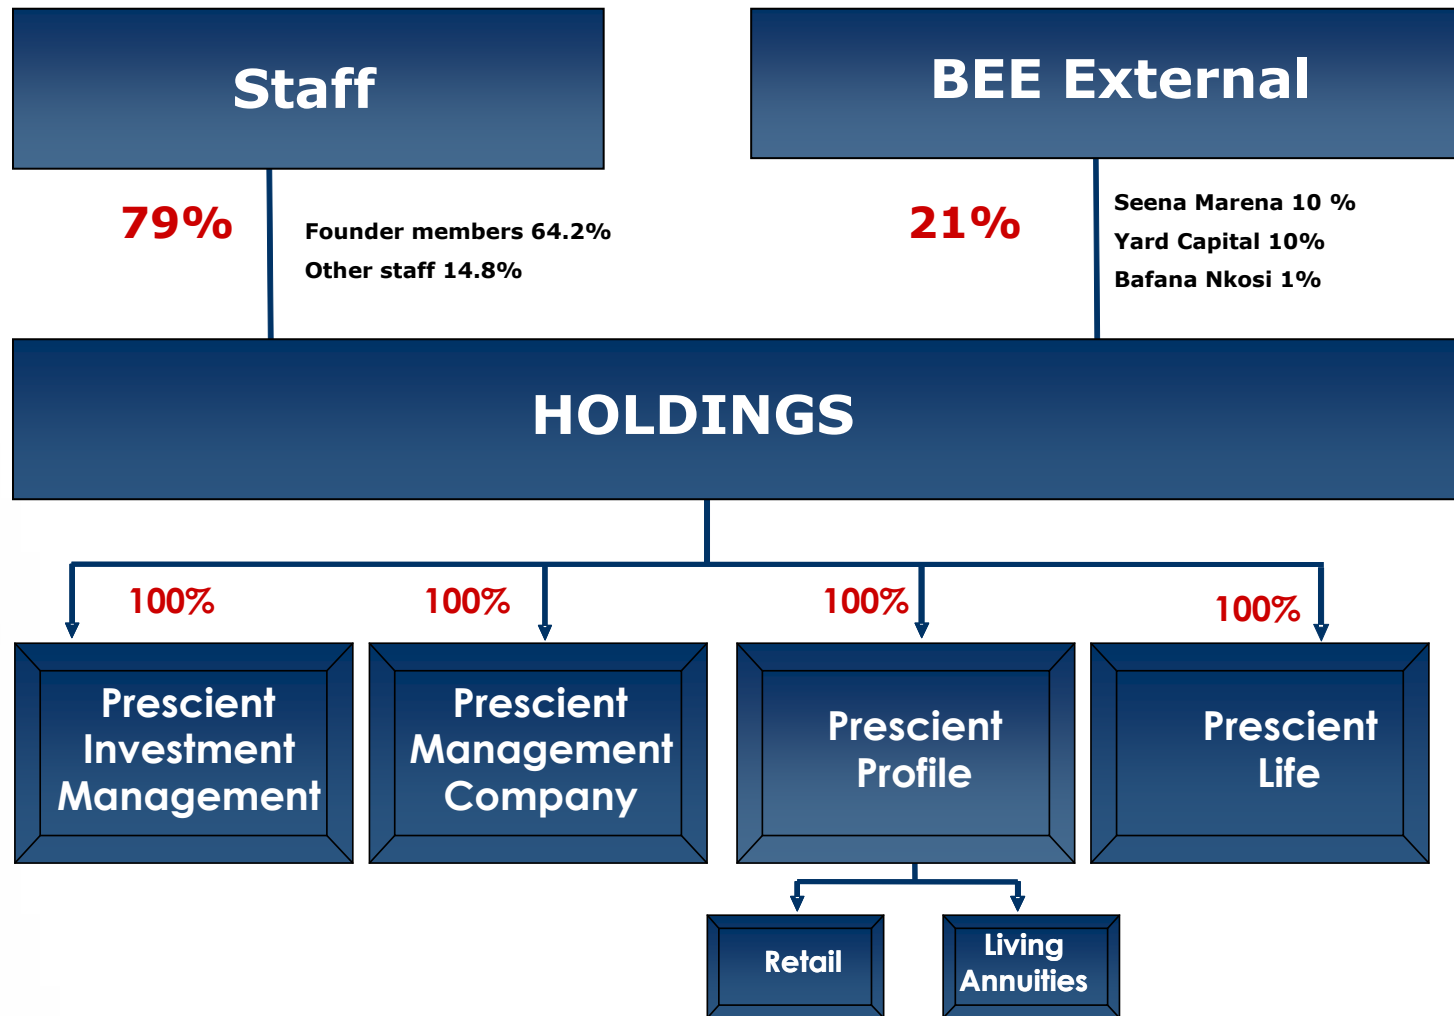 Staff
BEE External
79%
Founder members 64.2%
Other staff 14.8%
21%
Seena Marena 10 %
Yard Capital 10%
Bafana Nkosi 1%
HOLDINGS
100%
100%
100%
100%
Prescient
Investment
Management
Prescient
Management
Company
Prescient
Profile
Prescient
Life
Retail
Living
Annuities